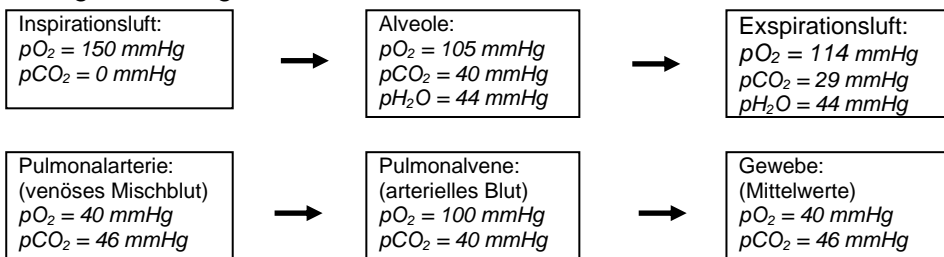 Inspirationsluft:
pO₂ = 150 mmHg
pCO₂ = 0 mmHg
Alveole:
pO₂ = 105 mmHg
pCO₂ = 40 mmHg
pH₂O = 44 mmHg
Exspirationsluft:
pO₂ = 114 mmHg
pCO₂ = 29 mmHg
pH₂O = 44 mmHg
Pulmonalarterie:
(venöses Mischblut)
pO₂ = 40 mmHg
pCO₂ = 46 mmHg
Pulmonalvene:
(arterielles Blut)
pO₂ = 100 mmHg
pCO₂ = 40 mmHg
Gewebe:
(Mittelwerte)
pO₂ = 40 mmHg
pCO₂ = 46 mmHg